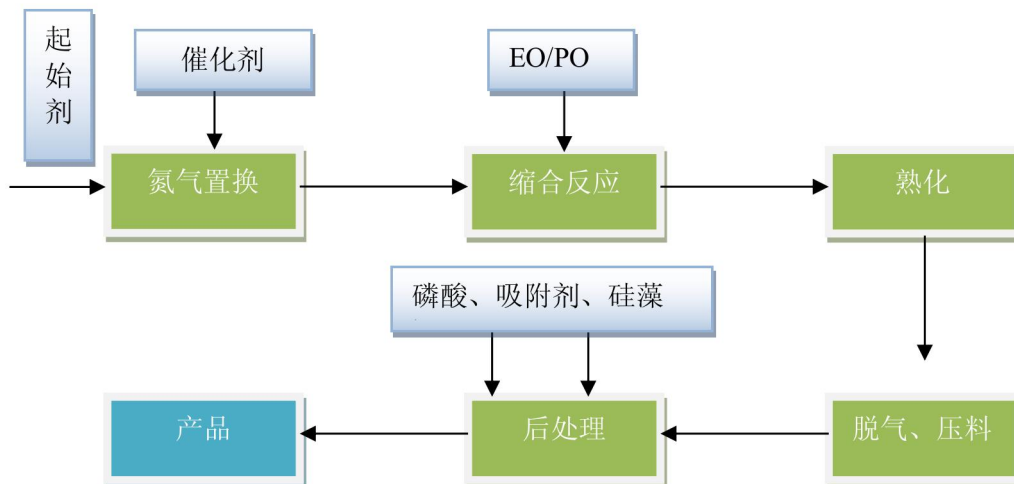 起始剂
催化剂
EO/PO
氮气置换
缩合反应
熟化
磷酸、吸附剂、硅藻
产品
后处理
脱气、压料